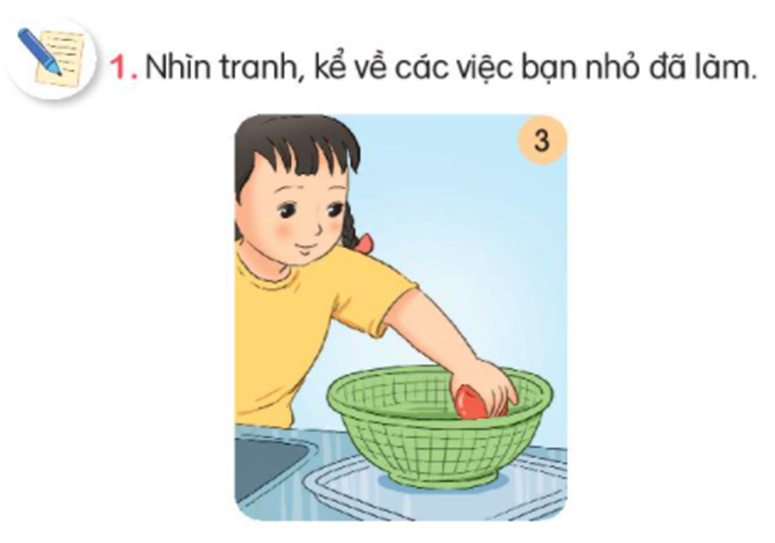 1. Nhìn tranh, kể về các việc bạn nhỏ đã làm.
3